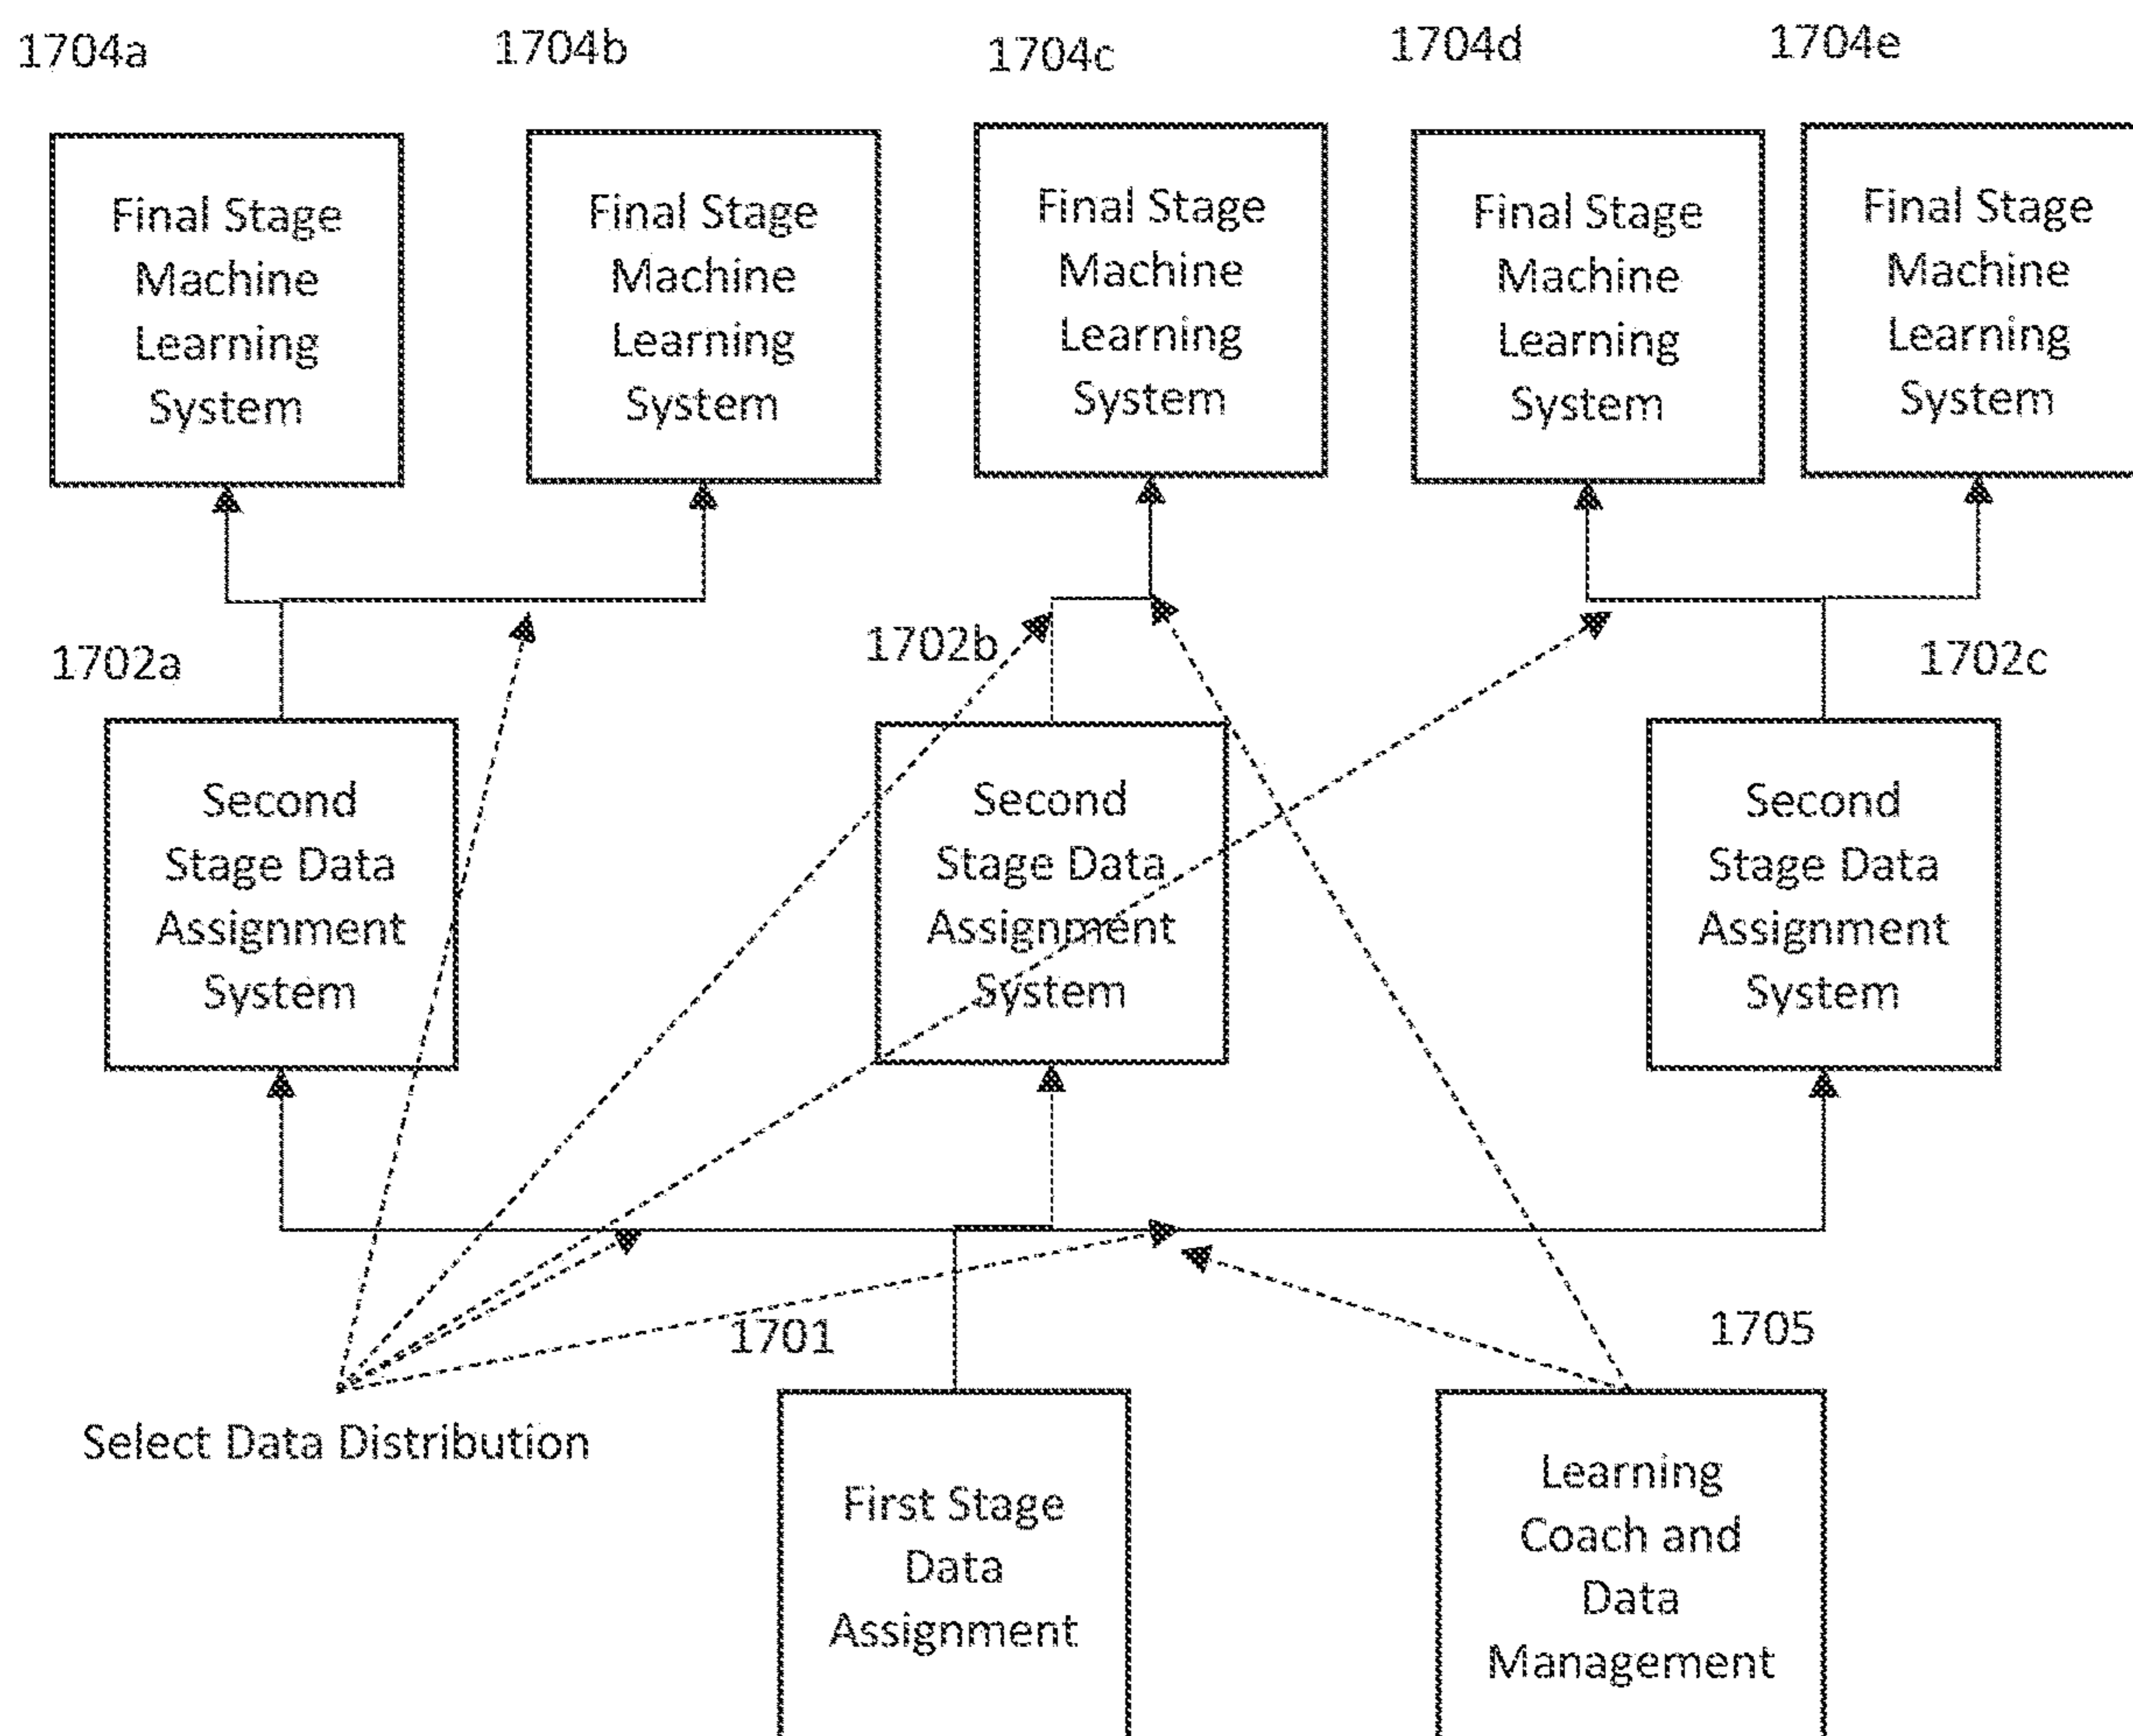 1704a
1704b
1704c
1704d
1704e
Final Stage
Machine
Learning
System
Final Stage
Machine
Learning
System
Final Stage
Machine
Learning
System
Final Stage
Machine
Learning
System
Final Stage
Machine
Learning
System
1702a
1702b
1702c
Second
Stage Data
Assignment
System
Second
Stage Data
Assignment
System
Second
Stage Data
Assignment
System
1701
1705
Select Data Distribution
First Stage
Data
Assignment
Learning
Coach and
Data
Management